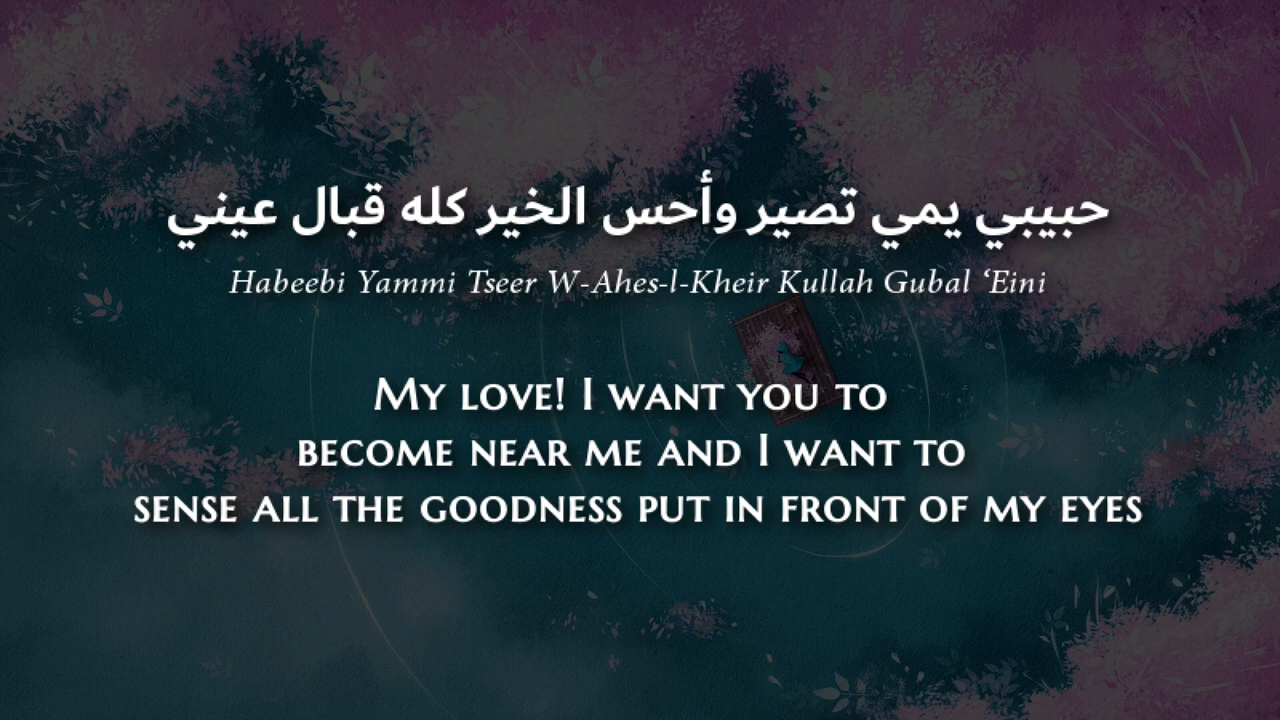 حبيبي يمي تصير وأحس الخير كله قبال عيني
Habeebi Yammi Tseer W-Ahes-l-Kheir Kullah Gubal ‘Eini
My love! I want you to
become near me and I want to
sense all the goodness put in front of my eyes